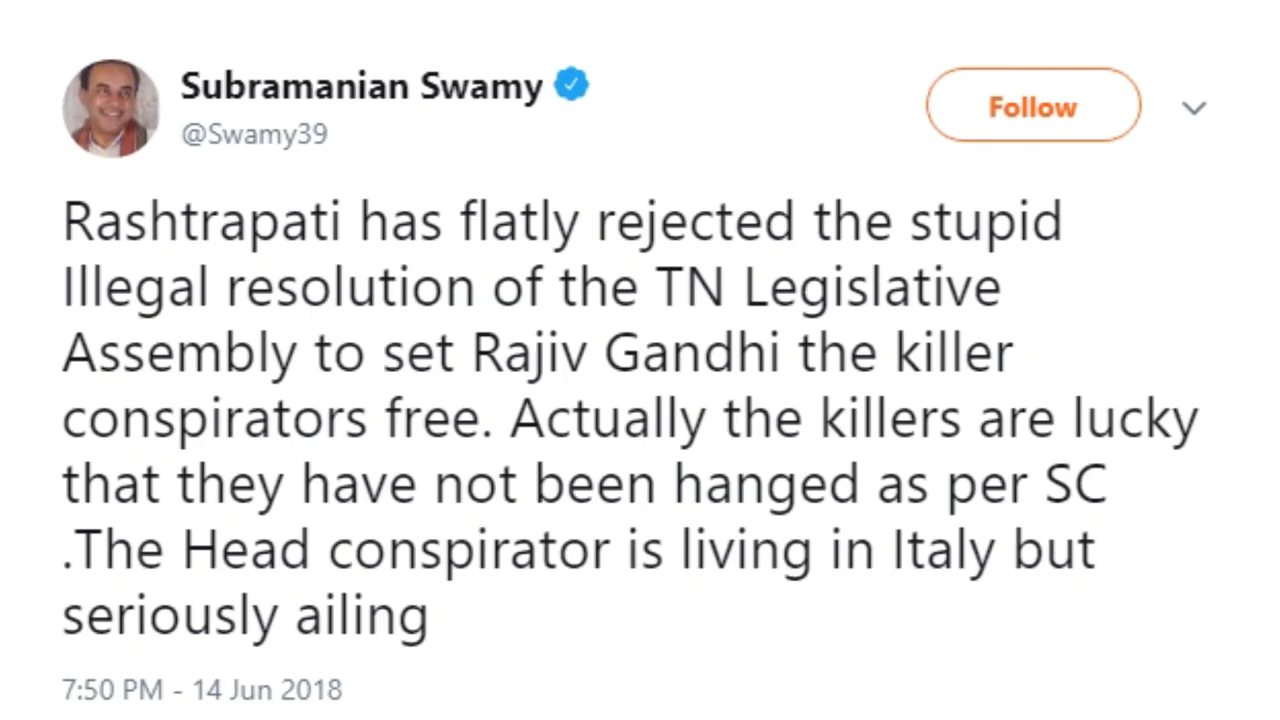 Subramanian Swamy
@Swamy39
Follow
Rashtrapati has flatly rejected the stupid
Illegal resolution of the TN Legislative
Assembly to set Rajiv Gandhi the killer
conspirators free. Actually the killers are lucky
that they have not been hanged as per SC
.The Head conspirator is living in Italy but
seriously ailing
7:50 PM - 14 Jun 2018